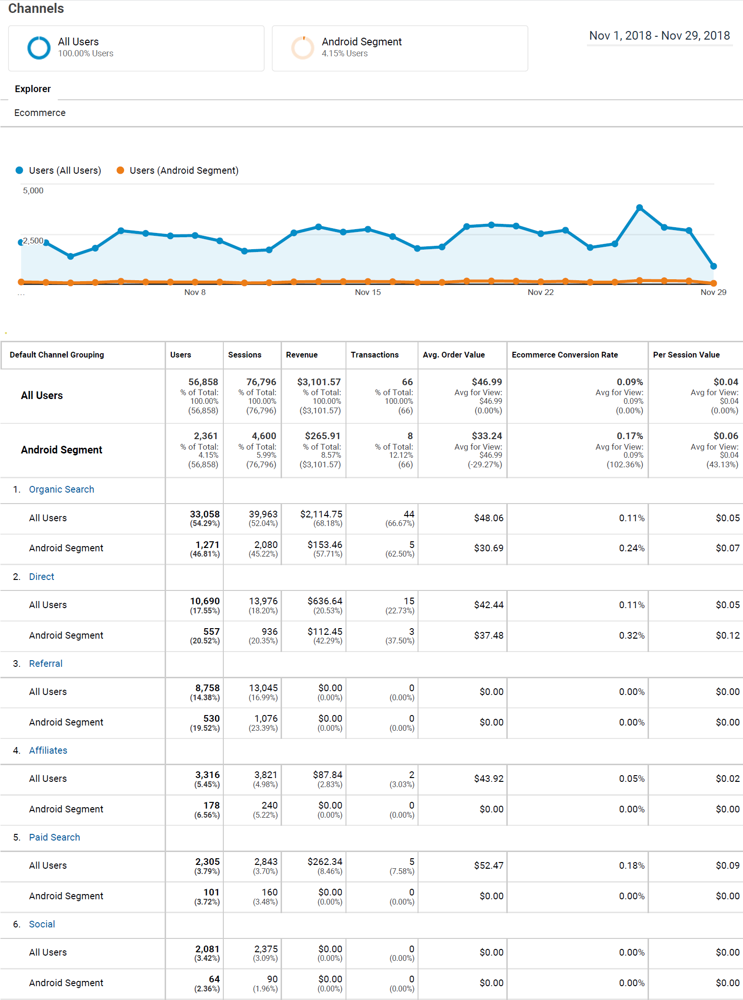 Channels
All Users
100.00% Users
Android Segment
4.15% Users
Nov 1, 2018 - Nov 29, 2018
Explorer
Ecommerce
Users (All Users) Users (Android Segment)
5,000
2,500
... Nov 8 Nov 15 Nov 22 Nov 29
Default Channel Grouping Users Sessions Revenue Transactions Avg. Order Value Ecommerce Conversion Rate Per Session Value
All Users
56,858 76,796 $3,101.57 66 $46.99 0.09% $0.04
% of Total: % of Total: % of Total: % of Total: Avg for View: Avg for View: Avg for View:
100.00% 100.00% 100.00% 100.00% $46.99 0.09% $0.04
(56,858) (76,796) ($3,101.57) (66) (0.00%) (0.00%) (0.00%)
Android Segment
2,361 4,600 $265.91 8 $33.24 0.17% $0.06
% of Total: % of Total: % of Total: % of Total: Avg for View: Avg for View: Avg for View:
4.15% 5.99% 8.57% 12.12% $46.99 0.09% $0.04
(56,858) (76,796) ($3,101.57) (66) (-29.27%) (102.36%) (43.13%)
1. Organic Search
All Users 33,058 39,963 $2,114.75 44 $48.06 0.11% $0.05
(54.29%) (52.04%) (68.18%) (66.67%)
Android Segment 1,271 2,080 $153.46 5 $30.69 0.24% $0.07
(46.81%) (45.22%) (57.71%) (62.50%)
2. Direct
All Users 10,690 13,976 $636.64 15 $42.44 0.11% $0.05
(17.55%) (18.20%) (20.53%) (22.73%)
Android Segment 557 936 $112.45 3 $37.48 0.32% $0.12
(20.52%) (20.35%) (42.29%) (37.50%)
3. Referral
All Users 8,758 13,045 $0.00 0 $0.00 0.00% $0.00
(14.38%) (16.99%) (0.00%) (0.00%)
Android Segment 530 1,076 $0.00 0 $0.00 0.00% $0.00
(19.52%) (23.39%) (0.00%) (0.00%)
4. Affiliates
All Users 3,316 3,821 $87.84 2 $43.92 0.05% $0.02
(5.45%) (4.98%) (2.83%) (3.03%)
Android Segment 178 240 $0.00 0 $0.00 0.00% $0.00
(6.56%) (5.22%) (0.00%) (0.00%)
5. Paid Search
All Users 2,305 2,843 $262.34 5 $52.47 0.18% $0.09
(3.79%) (3.70%) (8.46%) (7.58%)
Android Segment 101 160 $0.00 0 $0.00 0.00% $0.00
(3.72%) (3.48%) (0.00%) (0.00%)
6. Social
All Users 2,081 2,375 $0.00 0 $0.00 0.00% $0.00
(3.42%) (3.09%) (0.00%) (0.00%)
Android Segment 64 90 $0.00 0 $0.00 0.00% $0.00
(2.36%) (1.96%) (0.00%) (0.00%)